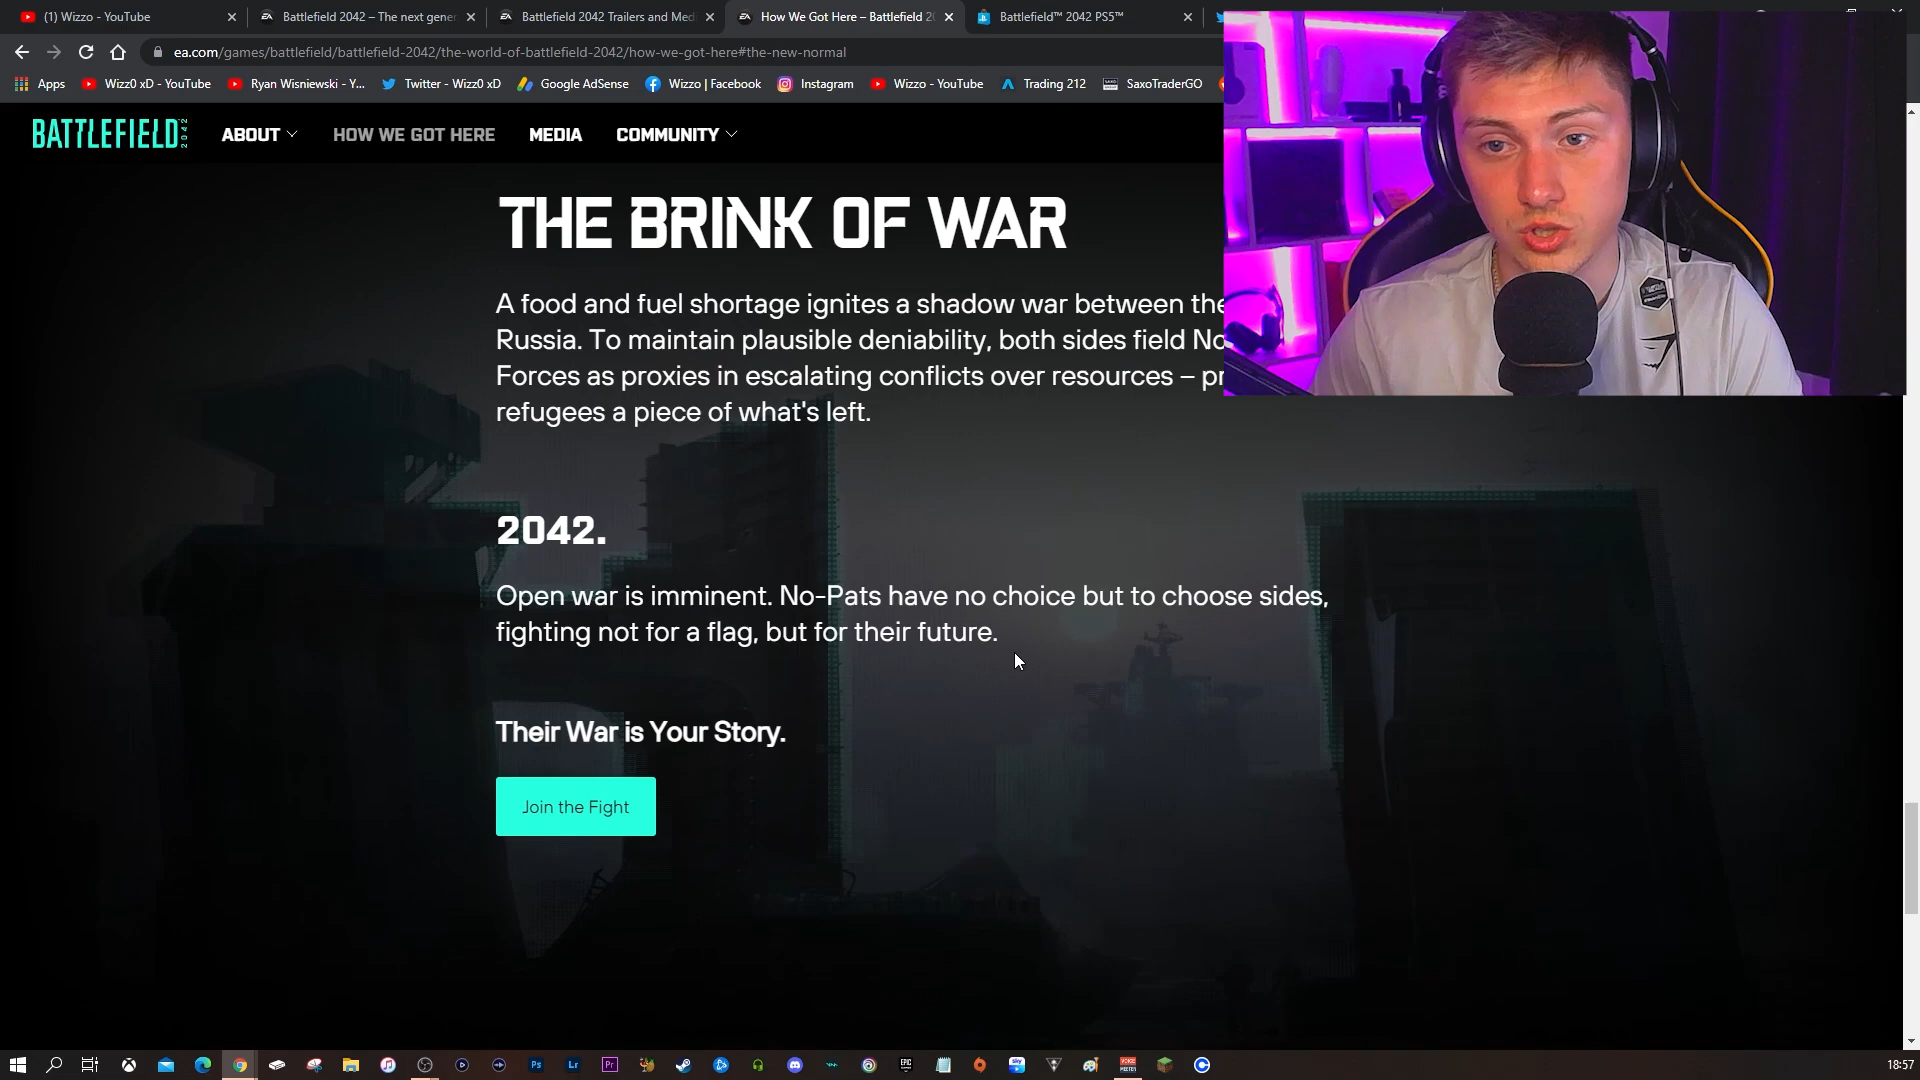 (1) Wizzo - YouTube
Battlefield 2042 – The next gener
Battlefield 2042 Trailers and Med
How We Got Here – Battlefield 20
Battlefield™ 2042 PS5™
ea.com/games/battlefield/battlefield-2042/the-world-of-battlefield-2042/how-we-got-here#the-new-normal
Apps
Wizz0 xD - YouTube
Ryan Wisniewski - Y...
Twitter - Wizz0 xD
Google AdSense
Wizzo | Facebook
Instagram
Wizzo - YouTube
Trading 212
SaxoTraderGO
BATTLEFIELD 2042
ABOUT
HOW WE GOT HERE
MEDIA
COMMUNITY
THE BRINK OF WAR
A food and fuel shortage ignites a shadow war between the
Russia. To maintain plausible deniability, both sides field No
Forces as proxies in escalating conflicts over resources – pr
refugees a piece of what's left.
2042.
Open war is imminent. No-Pats have no choice but to choose sides,
fighting not for a flag, but for their future.
Their War is Your Story.
Join the Fight
Ps
Lr
Pr
EPIC
sky
18:57